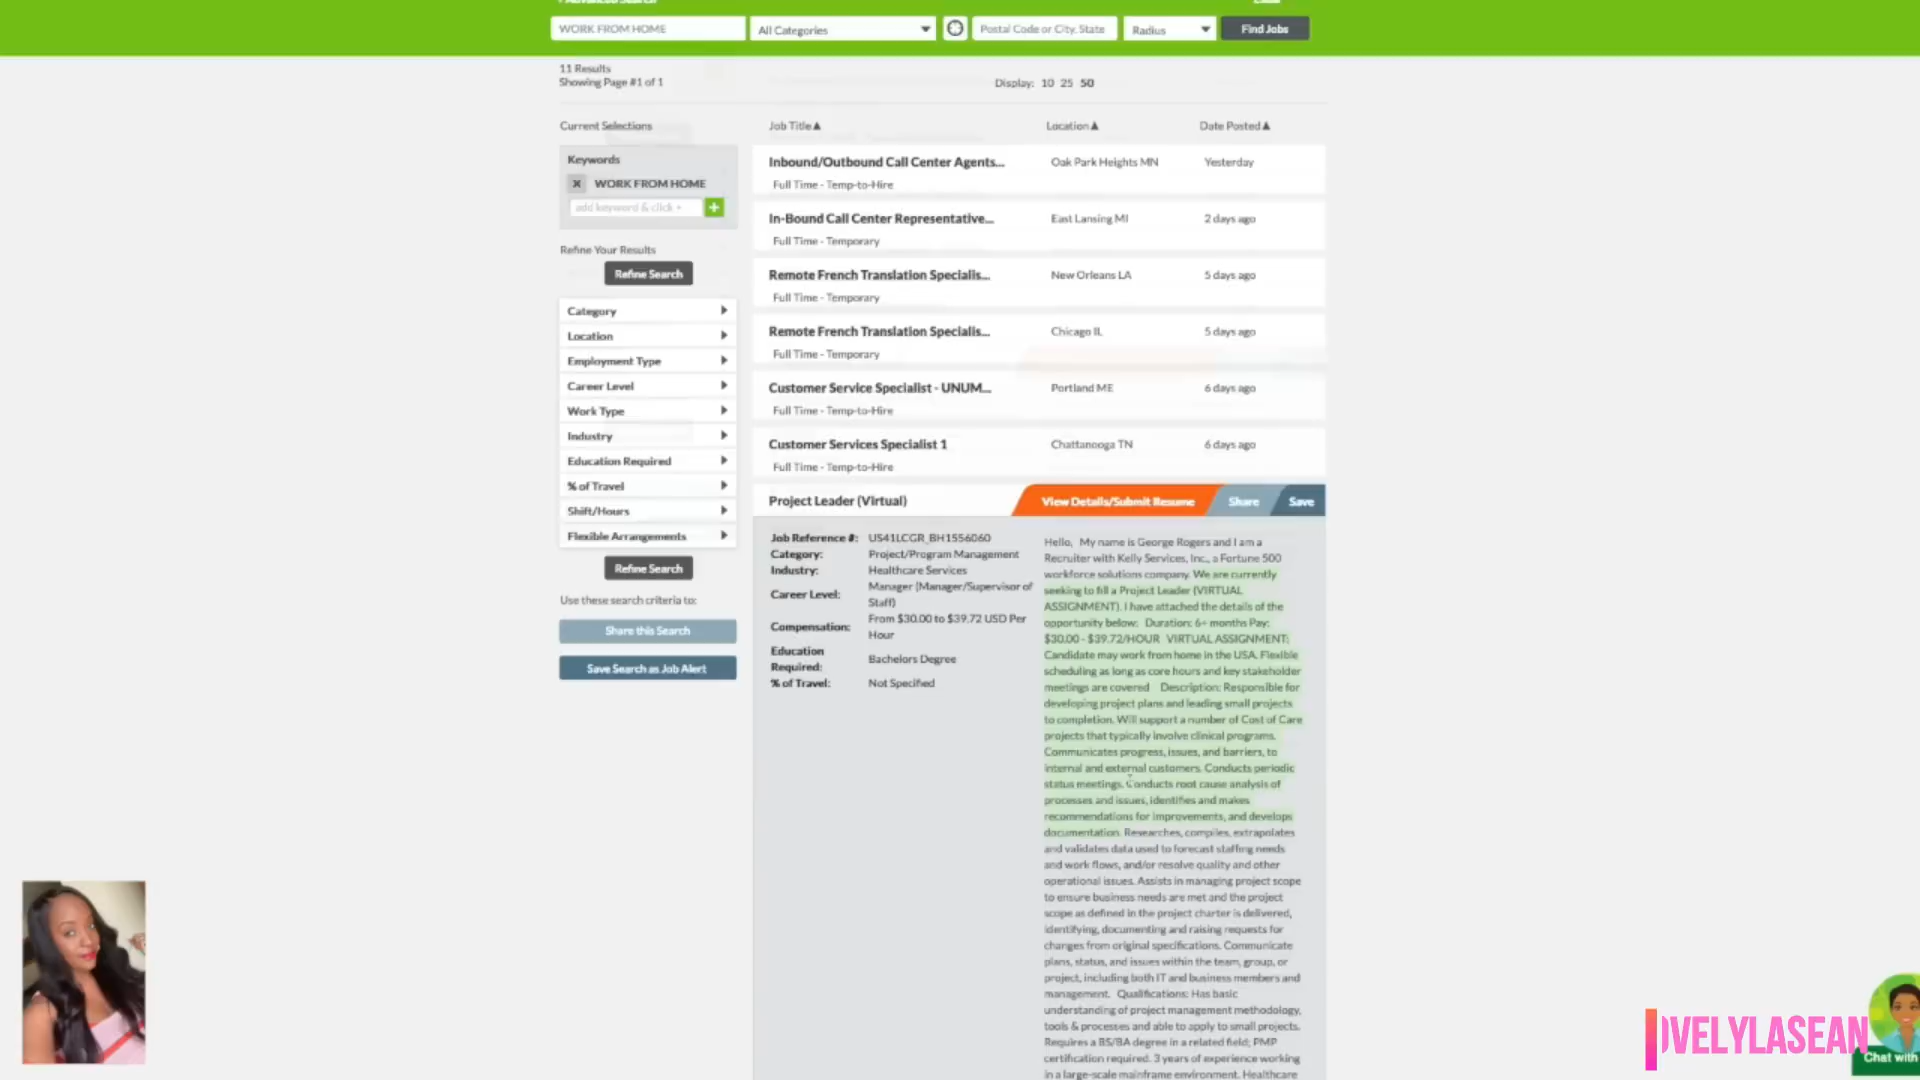 WORK FROM HOME
All Categories
Postal Code or City, State
Radius
Find Jobs
11 Results
Showing Page #1 of 1
Display: 10 25 50
Current Selections
Keywords
X WORK FROM HOME
add keyword & click +
+
Refine Your Results
Refine Search
Category
Location
Employment Type
Career Level
Work Type
Industry
Education Required
% of Travel
Shift/Hours
Flexible Arrangements
Refine Search
Use these search criteria to:
Share this Search
Save Search as Job Alert
Job Title▲ Location▲ Date Posted▲
Inbound/Outbound Call Center Agents... Oak Park Heights MN Yesterday
Full Time - Temp-to-Hire
In-Bound Call Center Representative... East Lansing MI 2 days ago
Full Time - Temporary
Remote French Translation Specialis... New Orleans LA 5 days ago
Full Time - Temporary
Remote French Translation Specialis... Chicago IL 5 days ago
Full Time - Temporary
Customer Service Specialist - UNUM... Portland ME 6 days ago
Full Time - Temp-to-Hire
Customer Services Specialist 1 Chattanooga TN 6 days ago
Full Time - Temp-to-Hire
Project Leader (Virtual) View Details/Submit Resume Share Save
Job Reference #: US41LCGR_BH1556060
Category: Project/Program Management
Industry: Healthcare Services
Career Level: Manager (Manager/Supervisor of
Staff)
Compensation: From $30.00 to $39.72 USD Per
Hour
Education
Required: Bachelors Degree
% of Travel: Not Specified
Hello, My name is George Rogers and I am a
Recruiter with Kelly Services, Inc., a Fortune 500
workforce solutions company. We are currently
seeking to fill a Project Leader (VIRTUAL
ASSIGNMENT). I have attached the details of the
opportunity below: Duration: 6+ months Pay:
$30.00 - $39.72/HOUR VIRTUAL ASSIGNMENT:
Candidate may work from home in the USA. Flexible
scheduling as long as core hours and key stakeholder
meetings are covered Description: Responsible for
developing project plans and leading small projects
to completion. Will support a number of Cost of Care
projects that typically involve clinical programs.
Communicates progress, issues, and barriers, to
internal and external customers. Conducts periodic
status meetings. Conducts root cause analysis of
processes and issues, identifies and makes
recommendations for improvements, and develops
documentation. Researches, compiles, extrapolates
and validates data used to forecast staffing needs
and work flows, and/or resolve quality and other
operational issues. Assists in managing project scope
to ensure business needs are met and the project
scope as defined in the project charter is delivered,
identifying, documenting and raising requests for
changes from original specifications. Communicate
plans, status, and issues within the team, group, or
project, including both IT and business members and
management. Qualifications: Has basic
understanding of project management methodology,
tools & processes and able to apply to small projects.
Requires a BS/BA degree in a related field; PMP
certification required. 3 years of experience working
in a large-scale mainframe environment. Healthcare
OVELYLASEAN
Chat with